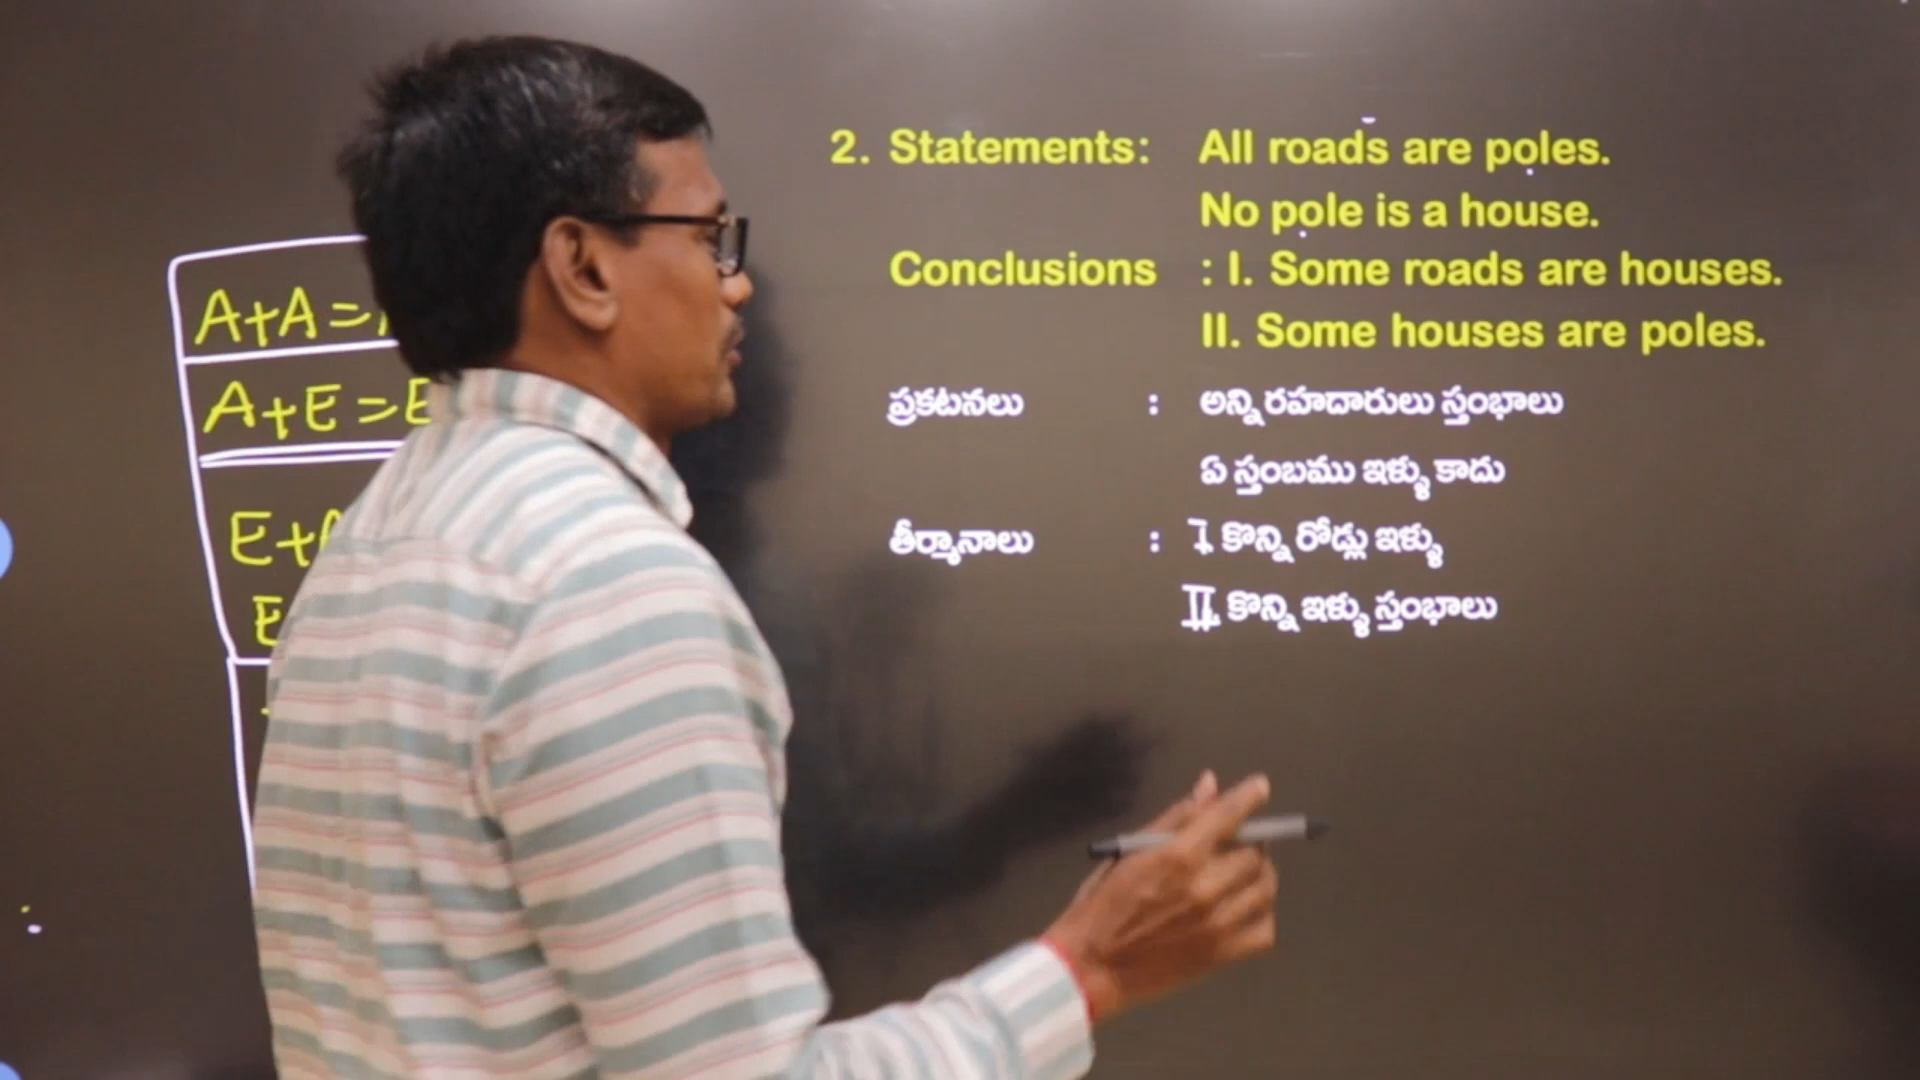 2. Statements: All roads are poles.
No pole is a house.
Conclusions : I. Some roads are houses.
II. Some houses are poles.
ప్రకటనలు : అన్ని రహదారులు స్తంభాలు
ఏ స్తంబము ఇళ్ళు కాదు
తీర్మానాలు : I. కొన్ని రోడ్లు ఇళ్ళు
II. కొన్ని ఇళ్ళు స్తంభాలు
A+A=
A+E=E
E+
E